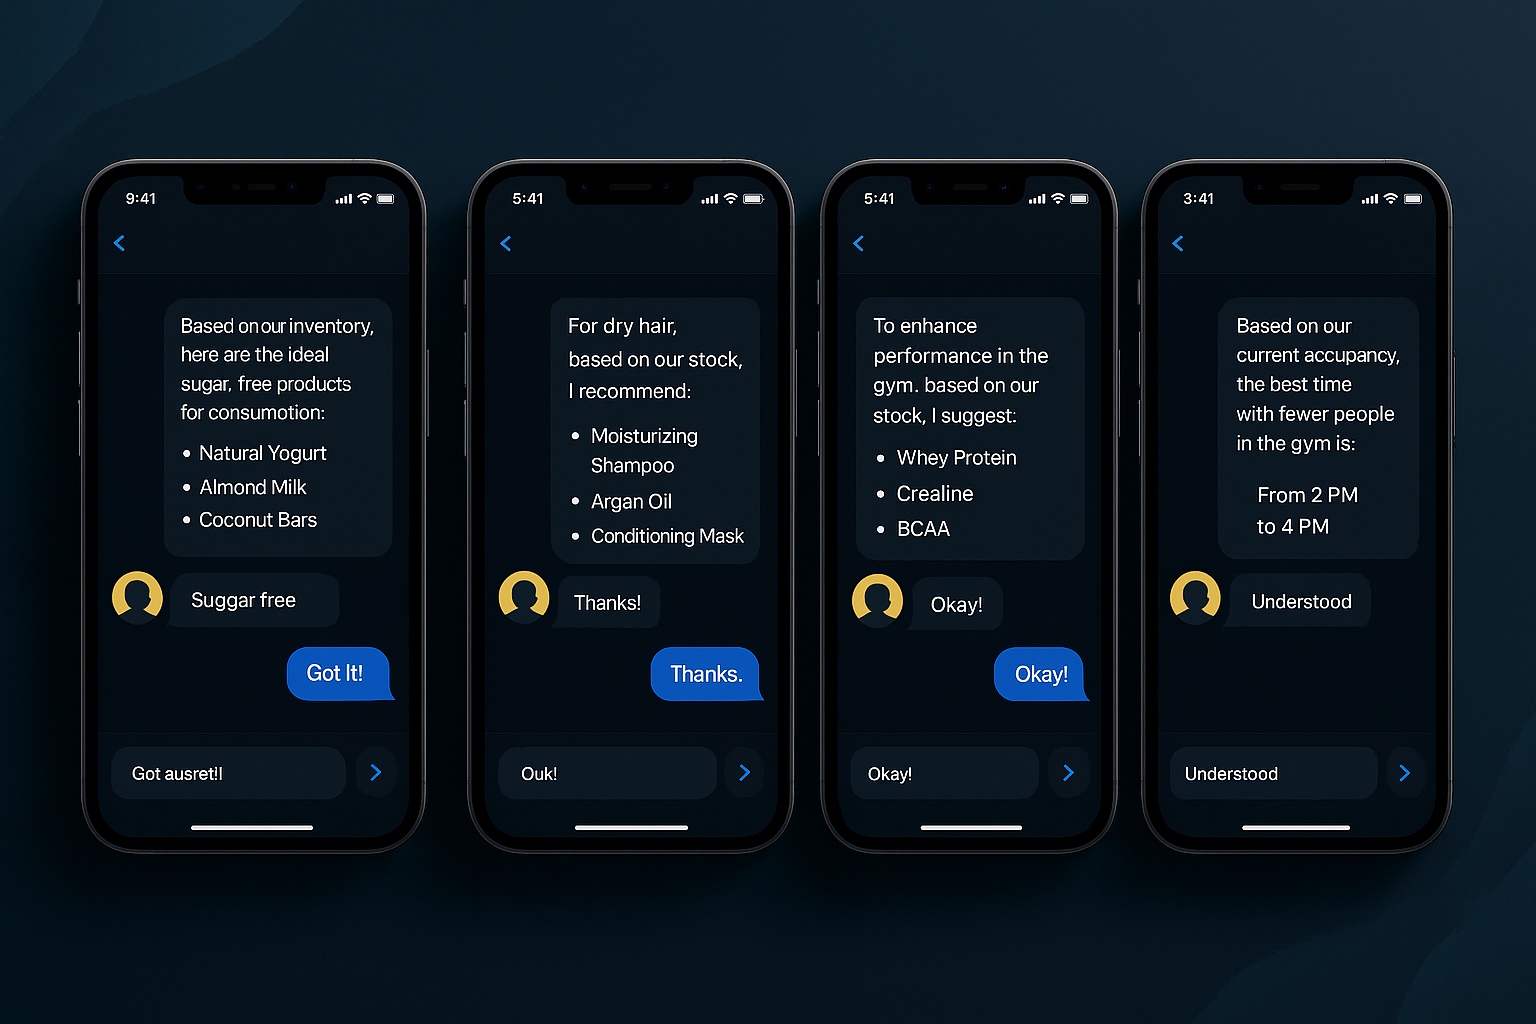 9:41
Based on our inventory,
here are the ideal
sugar, free products
for consumotion:
• Natural Yogurt
• Almond Milk
• Coconut Bars
Suggar free
Got It!
Got ausret!l
5:41
For dry hair,
based on our stock,
I recommend:
• Moisturizing
Shampoo
• Argan Oil
• Conditioning Mask
Thanks!
Thanks.
Ouk!
5:41
To enhance
performance in the
gym. based on our
stock, I suggest:
• Whey Protein
• Crealine
• BCAA
Okay!
Okay!
Okay!
3:41
Based on our
current accupancy,
the best time
with fewer people
in the gym is:
From 2 PM
to 4 PM
Understood
Understood